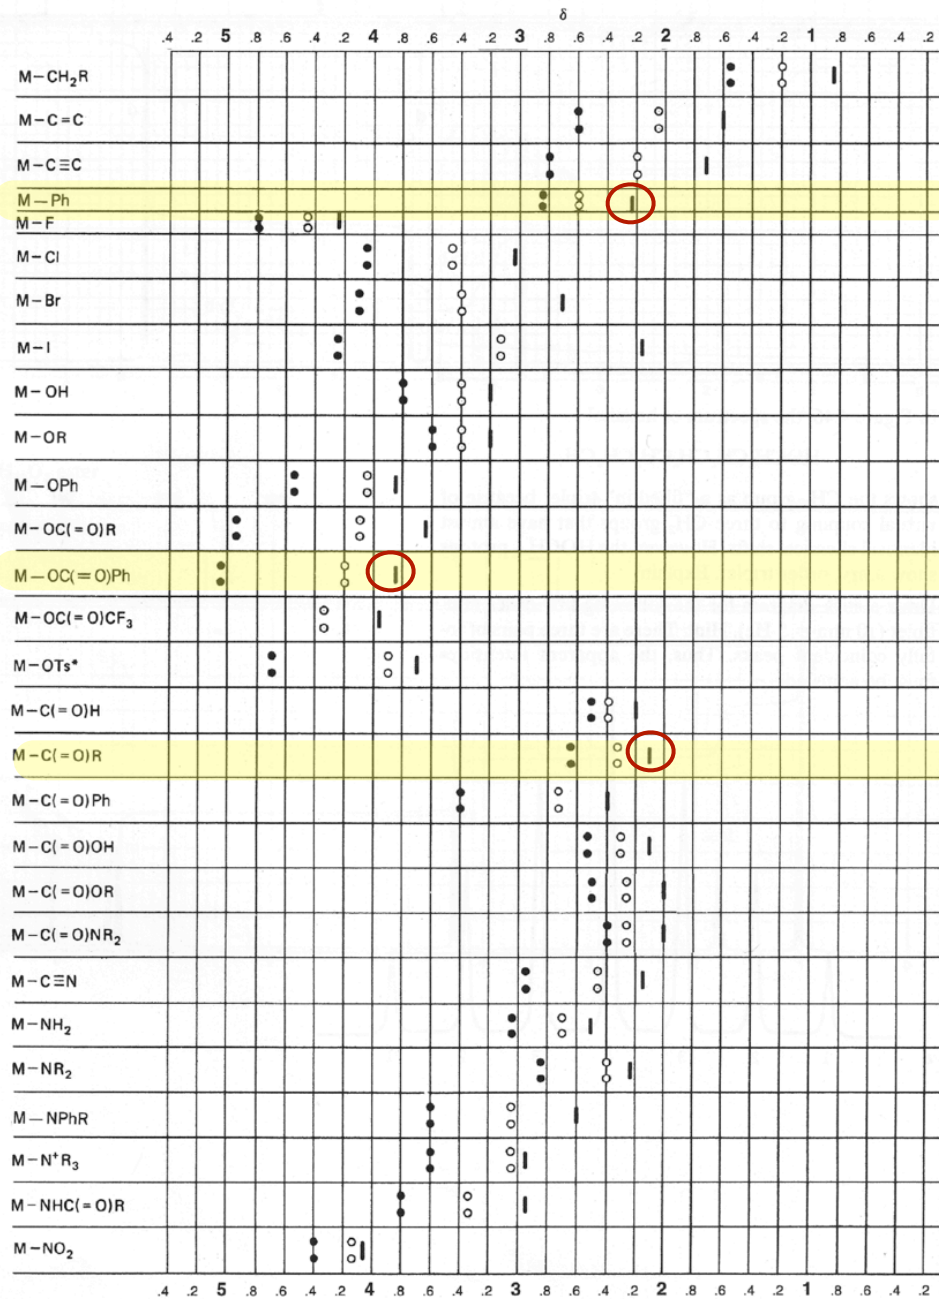 δ
.4 .2 5 .8 .6 .4 .2 4 .8 .6 .4 .2 3 .8 .6 .4 .2 2 .8 .6 .4 .2 1 .8 .6 .4 .2
M–CH₂R
M–C=C
M–C≡C
M–Ph
M–F
M–Cl
M–Br
M–I
M–OH
M–OR
M–OPh
M–OC(=O)R
M–OC(=O)Ph
M–OC(=O)CF₃
M–OTs*
M–C(=O)H
M–C(=O)R
M–C(=O)Ph
M–C(=O)OH
M–C(=O)OR
M–C(=O)NR₂
M–C≡N
M–NH₂
M–NR₂
M–NPhR
M–N⁺R₃
M–NHC(=O)R
M–NO₂
.4 .2 5 .8 .6 .4 .2 4 .8 .6 .4 .2 3 .8 .6 .4 .2 2 .8 .6 .4 .2 1 .8 .6 .4 .2